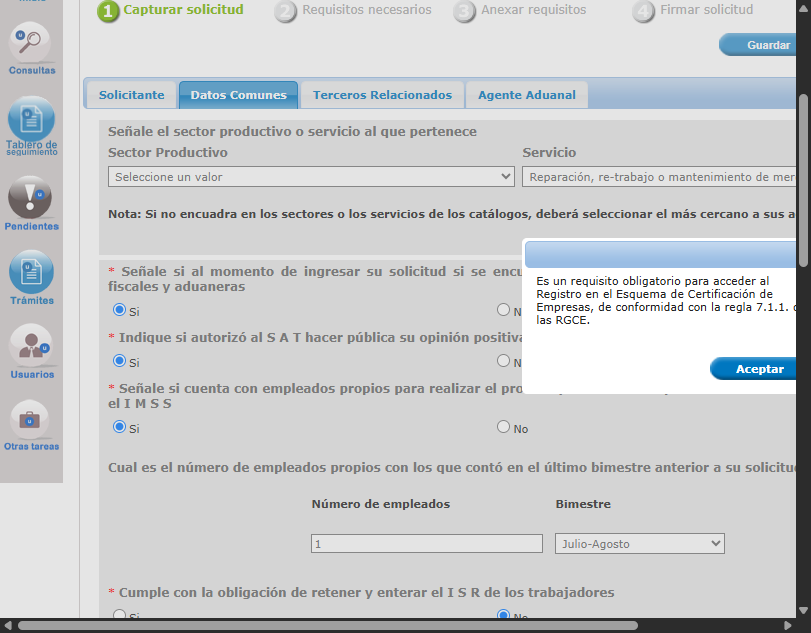 1 Capturar solicitud
2 Requisitos necesarios
3 Anexar requisitos
4 Firmar solicitud
Guardar
Consultas
Tablero de
seguimiento
Pendientes
Trámites
Usuarios
Otras tareas
Solicitante
Datos Comunes
Terceros Relacionados
Agente Aduanal
Señale el sector productivo o servicio al que pertenece
Sector Productivo
Servicio
Seleccione un valor
Reparación, re-trabajo o mantenimiento de mer
Nota: Si no encuadra en los sectores o los servicios de los catálogos, deberá seleccionar el más cercano a sus a
* Señale si al momento de ingresar su solicitud si se encu
fiscales y aduaneras
Si
N
* Indique si autorizó al S A T hacer pública su opinión positiva
Si
N
* Señale si cuenta con empleados propios para realizar el pro
el I M S S
Si
No
Es un requisito obligatorio para acceder al
Registro en el Esquema de Certificación de
Empresas, de conformidad con la regla 7.1.1.
las RGCE.
Aceptar
Cual es el número de empleados propios con los que contó en el último bimestre anterior a su solicitud
Número de empleados
Bimestre
1
Julio-Agosto
* Cumple con la obligación de retener y enterar el I S R de los trabajadores
Si
No